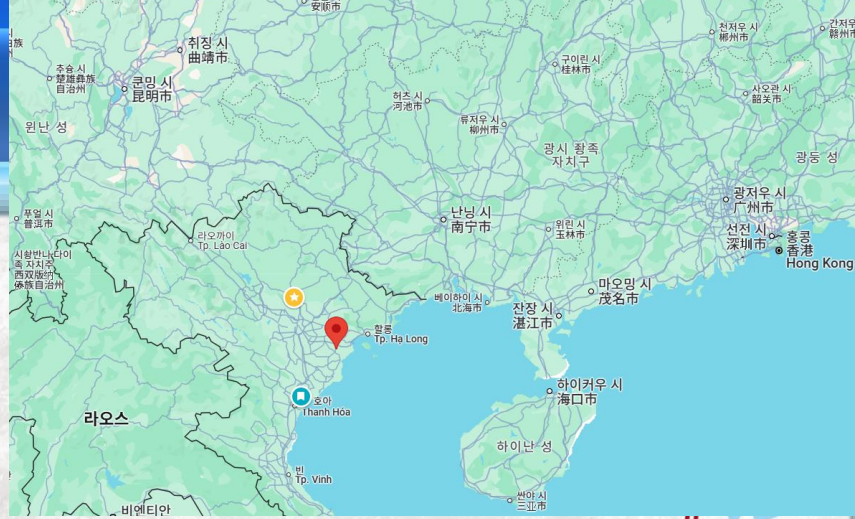 安顺市
천저우 시
郴州市
간저우
赣州市
취징 시
曲靖市
구이린 시
桂林市
추슝 시
楚雄彝族
自治州
쿤밍 시
昆明市
허츠 시
河池市
사오관 시
韶关市
류저우 시
柳州市
윈난 성
광시 좡족
자치구
광둥 성
광저우 시
广州市
푸얼 시
普洱市
난닝 시
南宁市
위린 시
玉林市
선전 시
深圳市
홍콩
香港
Hong Kong
라오까이
Tp. Lào Cai
시솽반나 다이
족 자치주
西双版纳
傣族自治州
마오밍 시
茂名市
베이하이 시
北海市
잔장 시
湛江市
할롱
Tp. Hạ Long
하이커우 시
海口市
호아
Thanh Hóa
라오스
하이난 성
빈
Tp. Vinh
싼야 시
三亚市
비엔티안